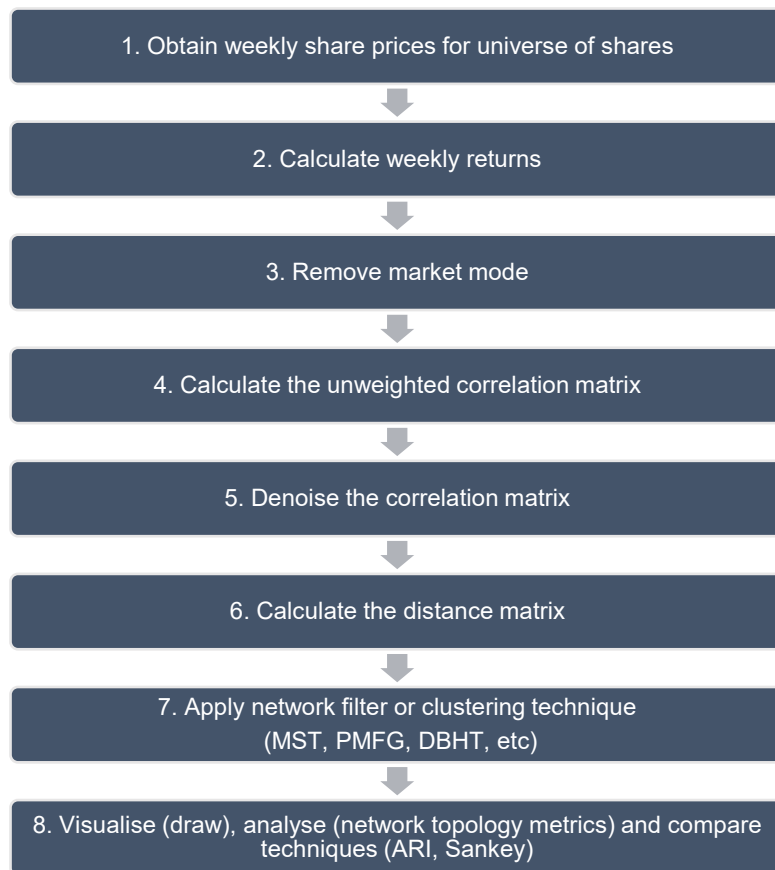 1. Obtain weekly share prices for universe of shares
2. Calculate weekly returns
3. Remove market mode
4. Calculate the unweighted correlation matrix
5. Denoise the correlation matrix
6. Calculate the distance matrix
7. Apply network filter or clustering technique
(MST, PMFG, DBHT, etc)
8. Visualise (draw), analyse (network topology metrics) and compare
techniques (ARI, Sankey)